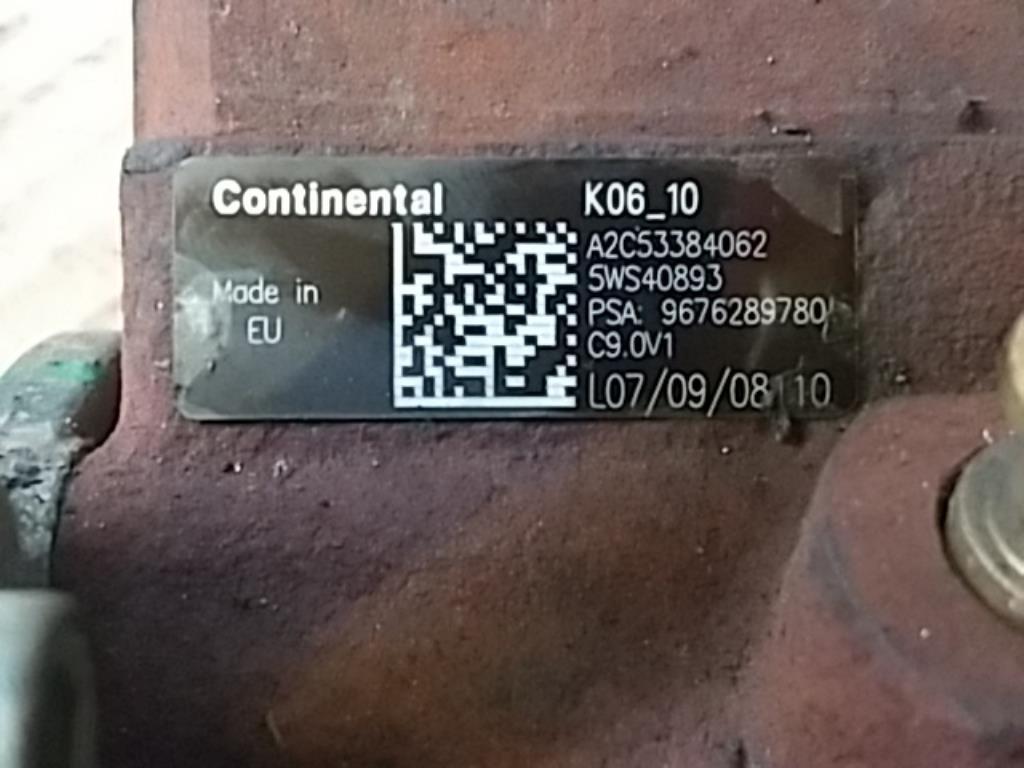 Continental
Made in
EU
K06_10
A2C53384062
5WS40893
PSA: 9676289780
C9.0V1
L07/09/08110